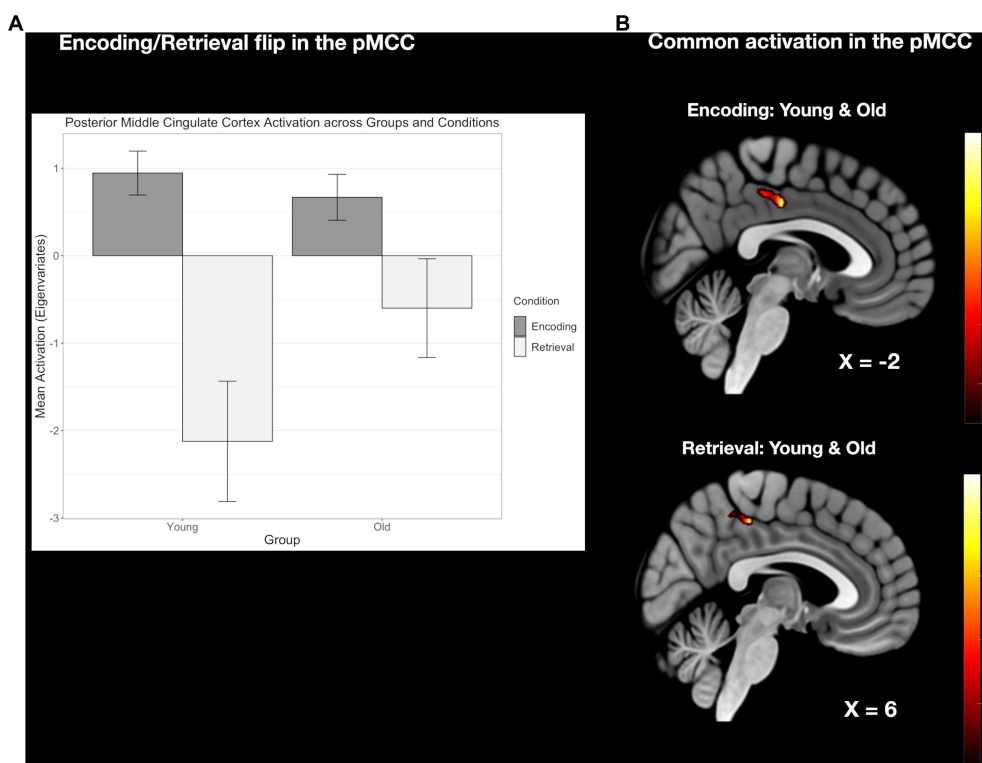 A
Encoding/Retrieval flip in the pMCC
Posterior Middle Cingulate Cortex Activation across Groups and Conditions
Mean Activation (Eigenvariates)
1
0
-1
-2
-3
Young
Old
Group
Condition
Encoding
Retrieval
B
Common activation in the pMCC
Encoding: Young & Old
X = -2
Retrieval: Young & Old
X = 6